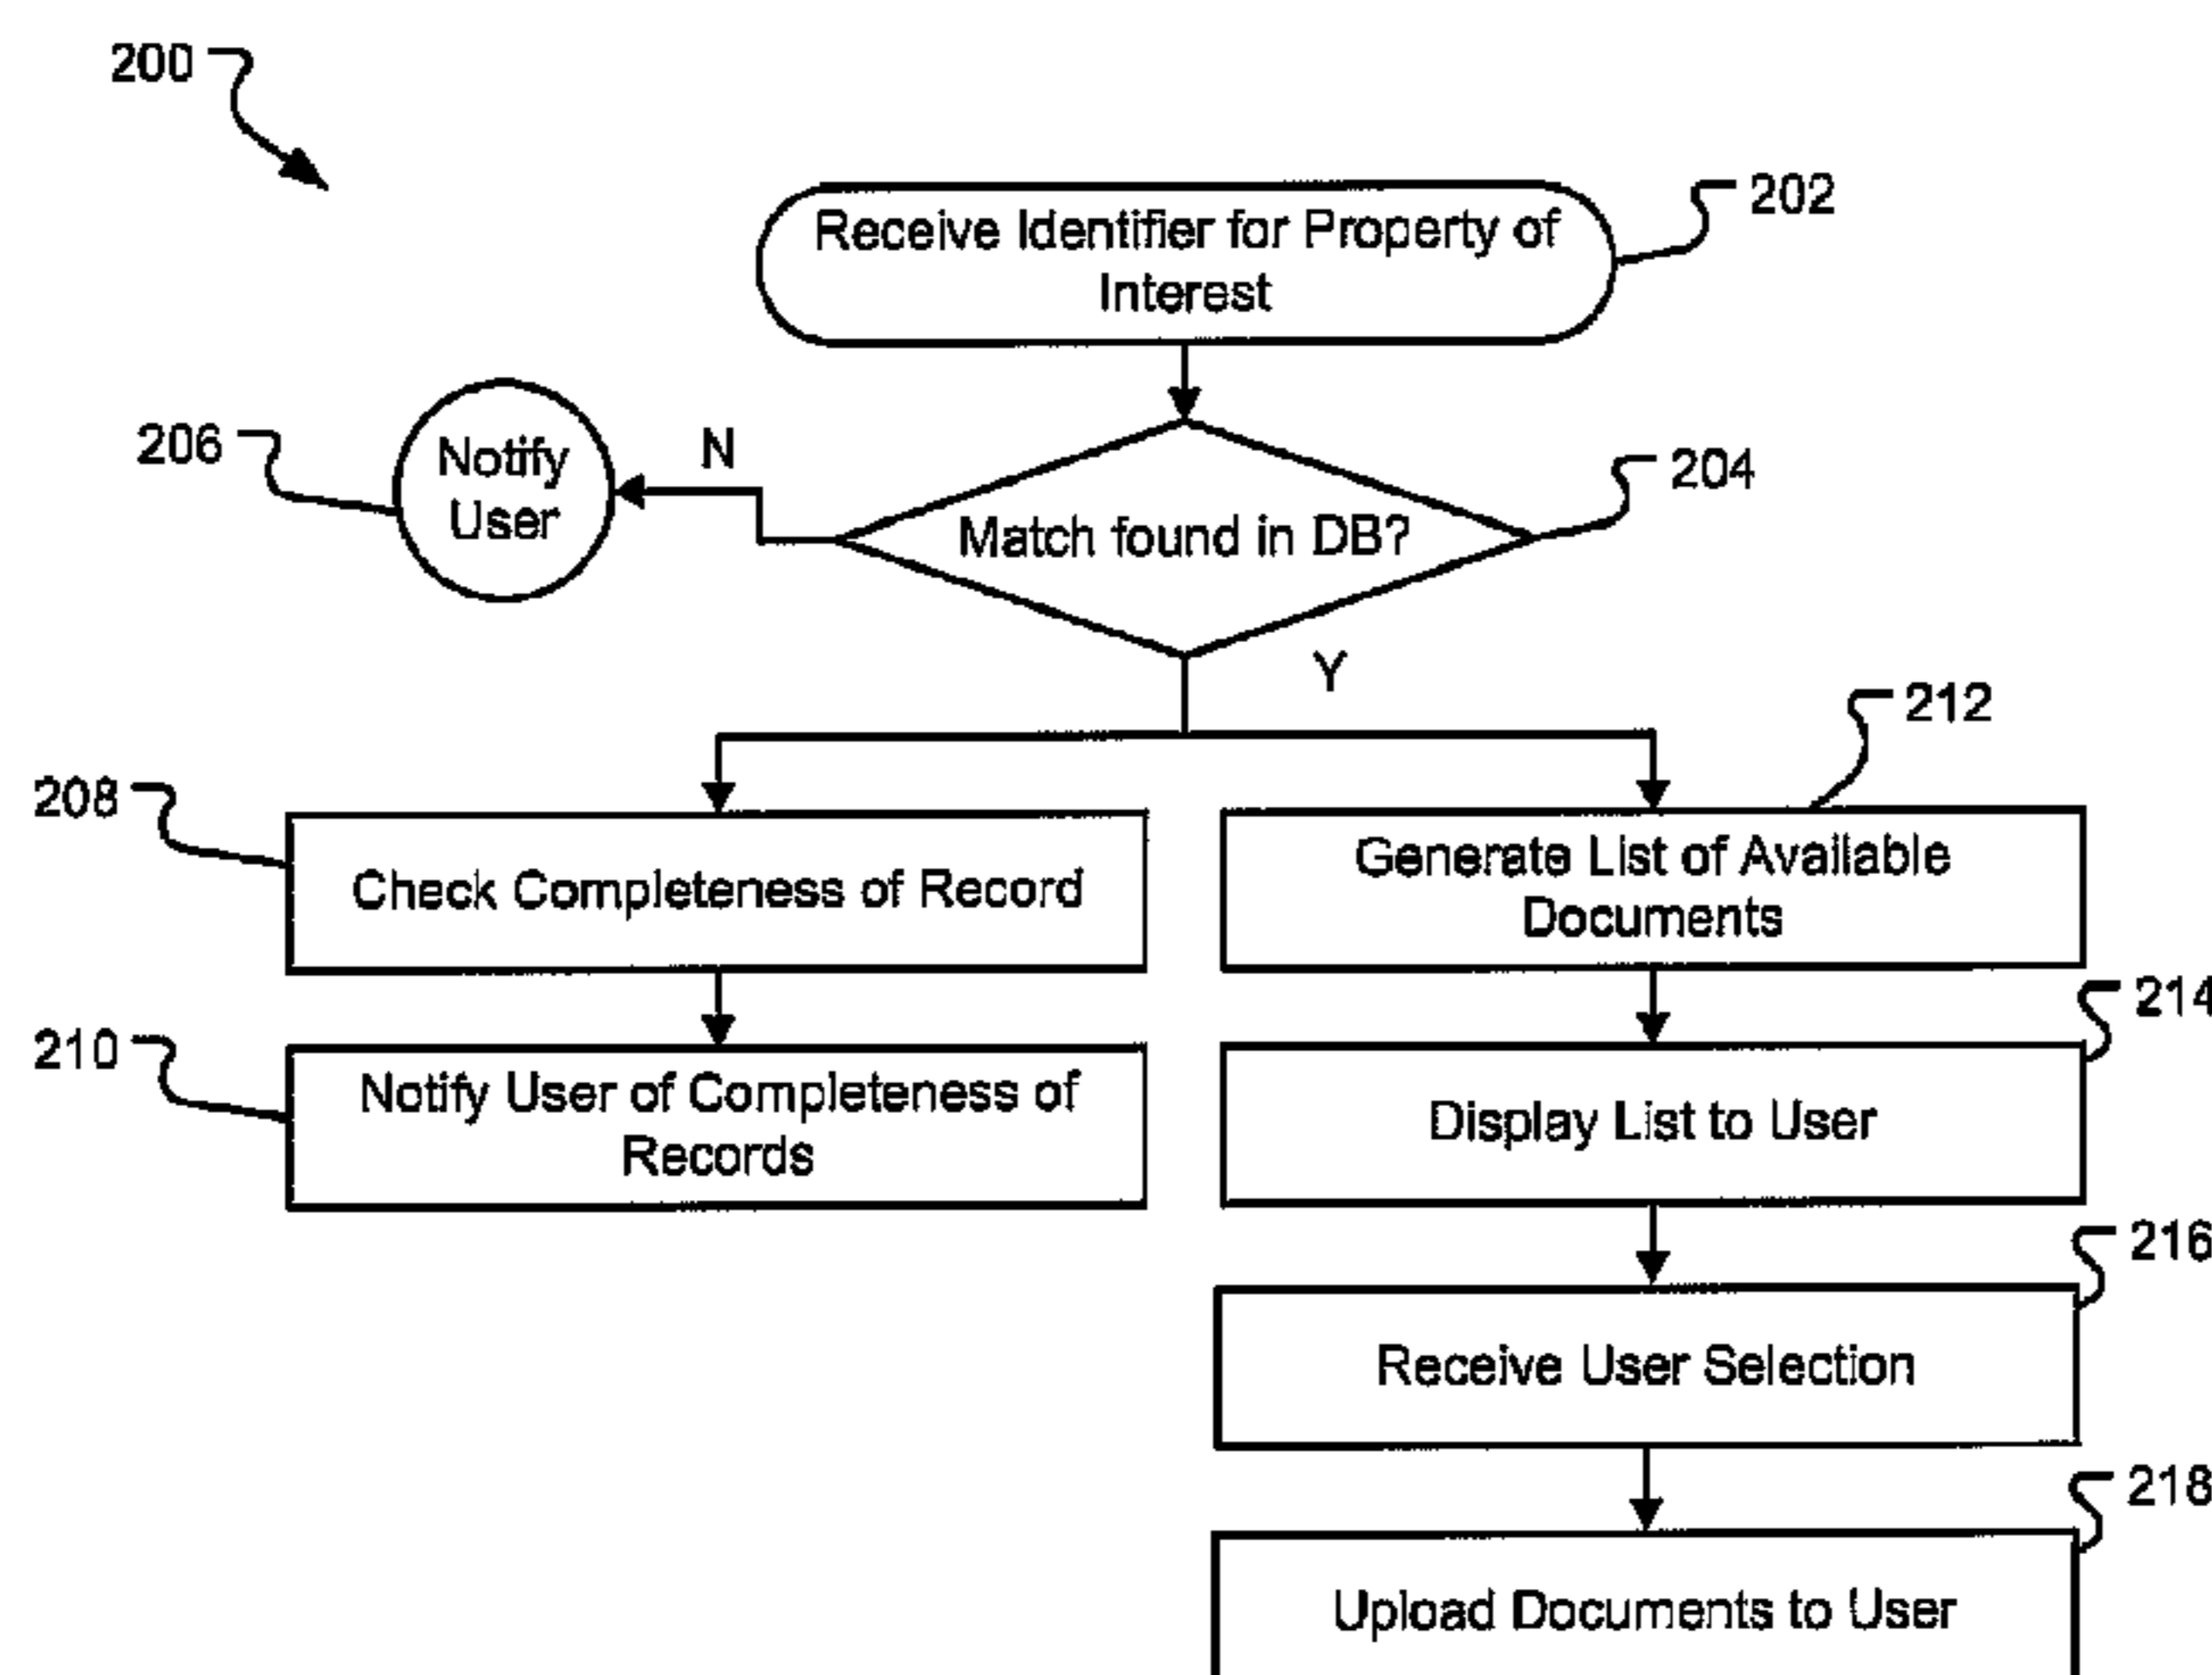 200
202
Receive Identifier for Property of
Interest
206
Notify
User
N
204
Match found in DB?
Y
212
208
Check Completeness of Record
Generate List of Available
Documents
214
210
Notify User of Completeness of
Records
Display List to User
216
Receive User Selection
218
Upload Documents to User